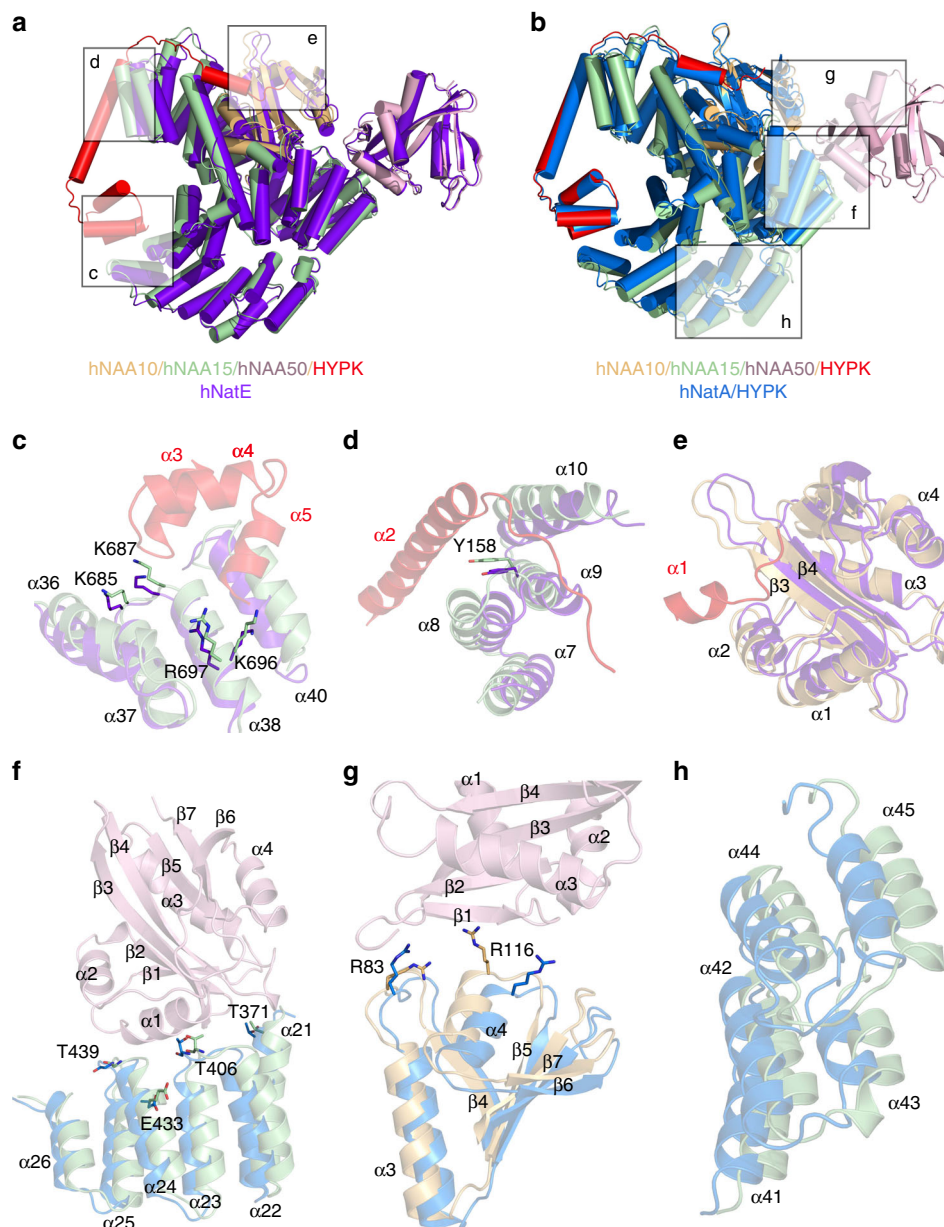 a
d
e
c
hNAA10/hNAA15/hNAA50/HYPK
hNatE
b
g
f
h
hNAA10/hNAA15/hNAA50/HYPK
hNatA/HYPK
c
α3
α4
α5
K687
K685
α36
R697
K696
α40
α37
α38
d
α10
α2
Y158
α9
α8
α7
e
α4
β4
α1
β3
α3
α2
α1
f
β7
β6
β4
α4
β5
β3
α3
β2
α2
β1
α1
T371
α21
T439
T406
E433
α26
α24
α23
α22
α25
g
α1
β4
β3
α2
β2
α3
β1
R83
R116
α4
β5
β7
β6
β4
α3
h
α45
α44
α42
α43
α41